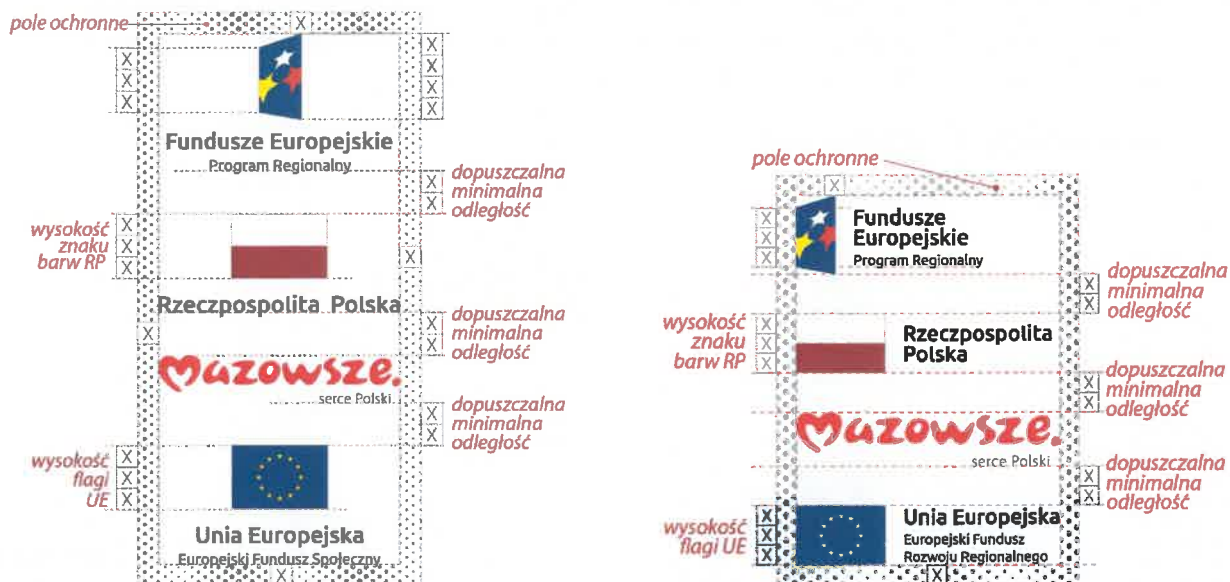 pole ochronne
X
X
X
X
X
X
X
X
Fundusze Europejskie
Program Regionalny
X
X
dopuszczalna
minimalna
odległość
wysokość
znaku
barw RP
X
X
X
X
Rzeczpospolita Polska
X
X
X
dopuszczalna
minimalna
odległość
mazowsze.
serce Polski
X
X
dopuszczalna
minimalna
odległość
wysokość
flagi
UE
X
X
X
Unia Europejska
Europejski Fundusz Społeczny
X
pole ochronne
X
X
X
X
Fundusze
Europejskie
Program Regionalny
X
X
dopuszczalna
minimalna
odległość
wysokość
znaku
barw RP
X
X
X
Rzeczpospolita
Polska
X
X
dopuszczalna
minimalna
odległość
mazowsze.
serce Polski
X
X
dopuszczalna
minimalna
odległość
wysokość
flagi UE
X
X
X
Unia Europejska
Europejski Fundusz
Rozwoju Regionalnego
X